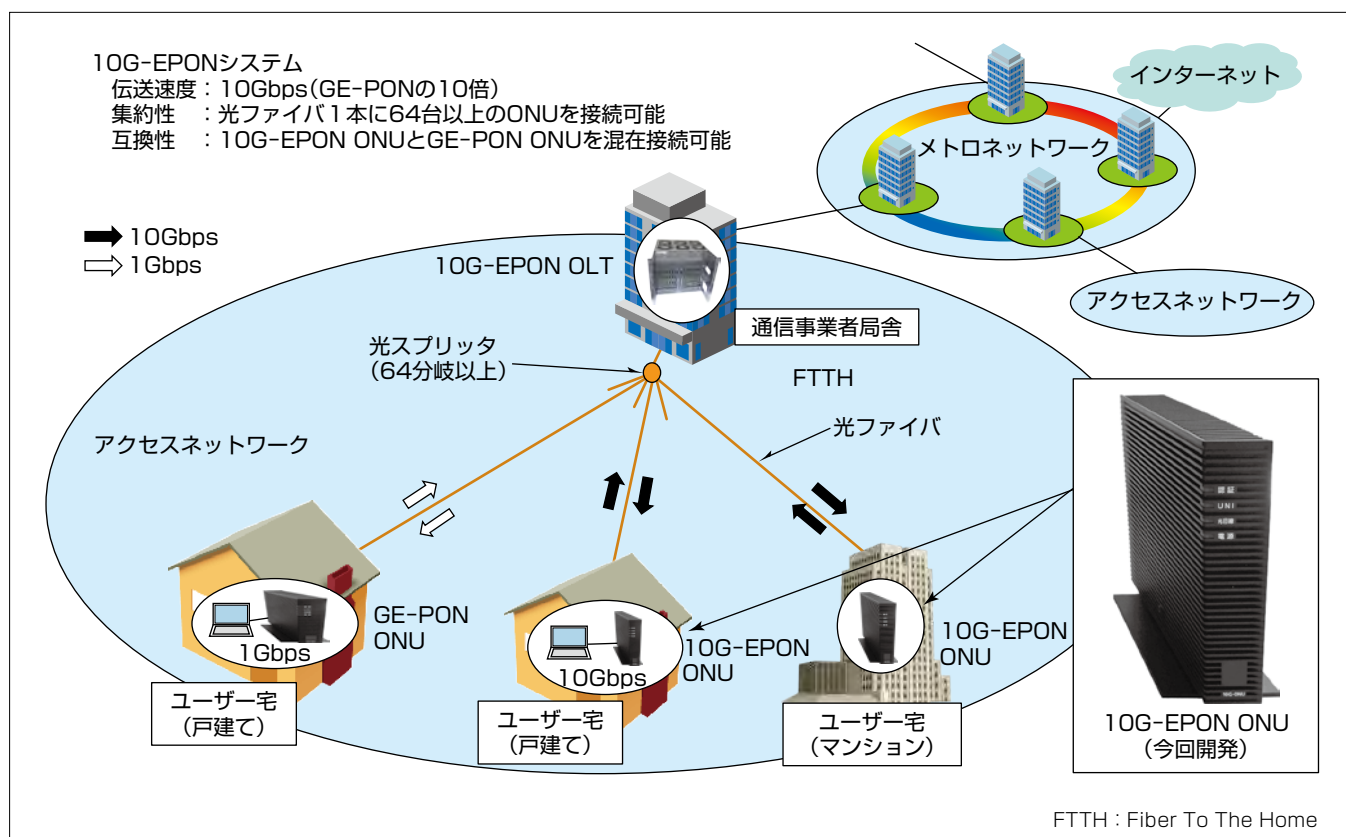 10G-EPONシステム
伝送速度：10Gbps(GE-PONの10倍)
集約性　：光ファイバ1本に64台以上のONUを接続可能
互換性　：10G-EPON ONUとGE-PON ONUを混在接続可能
インターネット
メトロネットワーク
アクセスネットワーク
10Gbps
1Gbps
10G-EPON OLT
通信事業者局舎
光スプリッタ
(64分岐以上)
FTTH
光ファイバ
アクセスネットワーク
GE-PON
ONU
1Gbps
ユーザー宅
(戸建て)
10G-EPON
ONU
10Gbps
ユーザー宅
(戸建て)
10G-EPON
ONU
ユーザー宅
(マンション)
認証
UNI
光回線
電源
10G-EPON ONU
(今回開発)
FTTH：Fiber To The Home